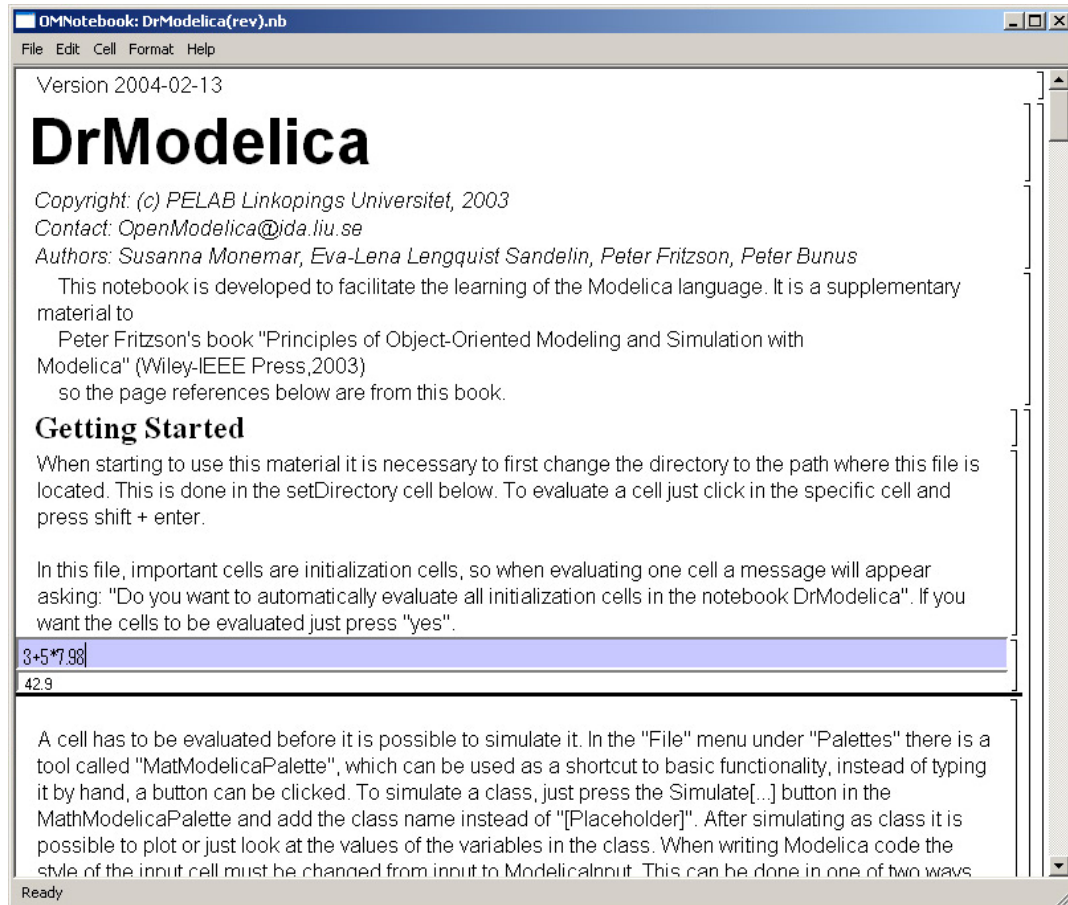 OMNotebook: DrModelica(rev).nb
File Edit Cell Format Help
Version 2004-02-13
DrModelica
Copyright: (c) PELAB Linkopings Universitet, 2003
Contact: OpenModelica@ida.liu.se
Authors: Susanna Monemar, Eva-Lena Lengquist Sandelin, Peter Fritzson, Peter Bunus
This notebook is developed to facilitate the learning of the Modelica language. It is a supplementary
material to
Peter Fritzson's book "Principles of Object-Oriented Modeling and Simulation with
Modelica" (Wiley-IEEE Press,2003)
so the page references below are from this book.
Getting Started
When starting to use this material it is necessary to first change the directory to the path where this file is
located. This is done in the setDirectory cell below. To evaluate a cell just click in the specific cell and
press shift + enter.
In this file, important cells are initialization cells, so when evaluating one cell a message will appear
asking: "Do you want to automatically evaluate all initialization cells in the notebook DrModelica". If you
want the cells to be evaluated just press "yes".
3+5*7.98
42.9
A cell has to be evaluated before it is possible to simulate it. In the "File" menu under "Palettes" there is a
tool called "MatModelicaPalette", which can be used as a shortcut to basic functionality, instead of typing
it by hand, a button can be clicked. To simulate a class, just press the Simulate[...] button in the
MathModelicaPalette and add the class name instead of "[Placeholder]". After simulating as class it is
possible to plot or just look at the values of the variables in the class. When writing Modelica code the
style of the input cell must be changed from input to ModelicaInput. This can be done in one of two ways
Ready